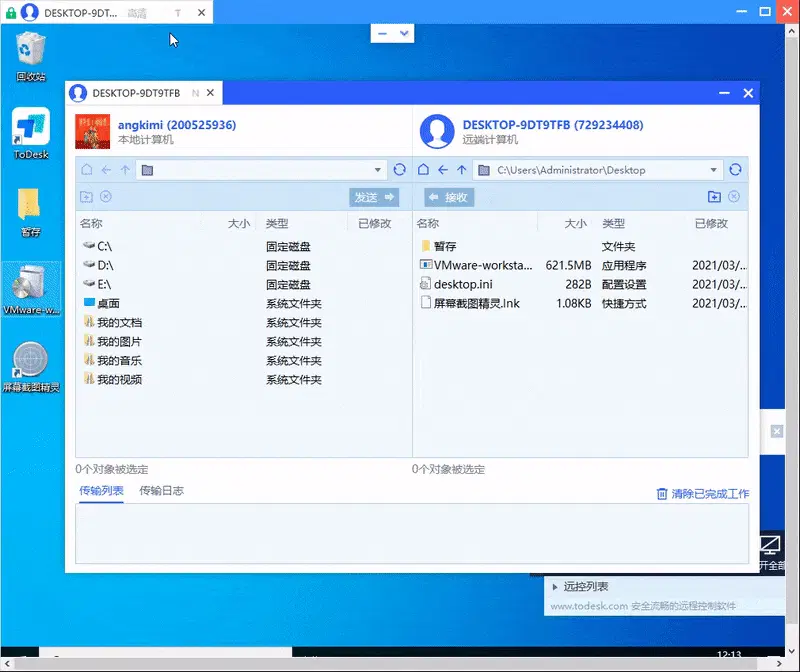 DESKTOP-9DT... 高清 T
回收站
ToDesk
暂存
VMware-w...
屏幕截图精灵
DESKTOP-9DT9TFB N
angkimi (200525936)
本地计算机
DESKTOP-9DT9TFB (729234408)
远端计算机
C:\Users\Administrator\Desktop
发送
接收
名称 大小 类型 已修改
C:\ 固定磁盘
D:\ 固定磁盘
E:\ 固定磁盘
桌面 系统文件夹
我的文档 系统文件夹
我的图片 系统文件夹
我的音乐 系统文件夹
我的视频 系统文件夹
名称 大小 类型 已修改
暂存 文件夹
VMware-worksta... 621.5MB 应用程序 2021/03/...
desktop.ini 282B 配置设置 2021/03/...
屏幕截图精灵.lnk 1.08KB 快捷方式 2021/03/...
0个对象被选定
0个对象被选定
传输列表 传输日志
清除已完成工作
开全部
远控列表
www.todesk.com 安全流畅的远程控制软件
12:13